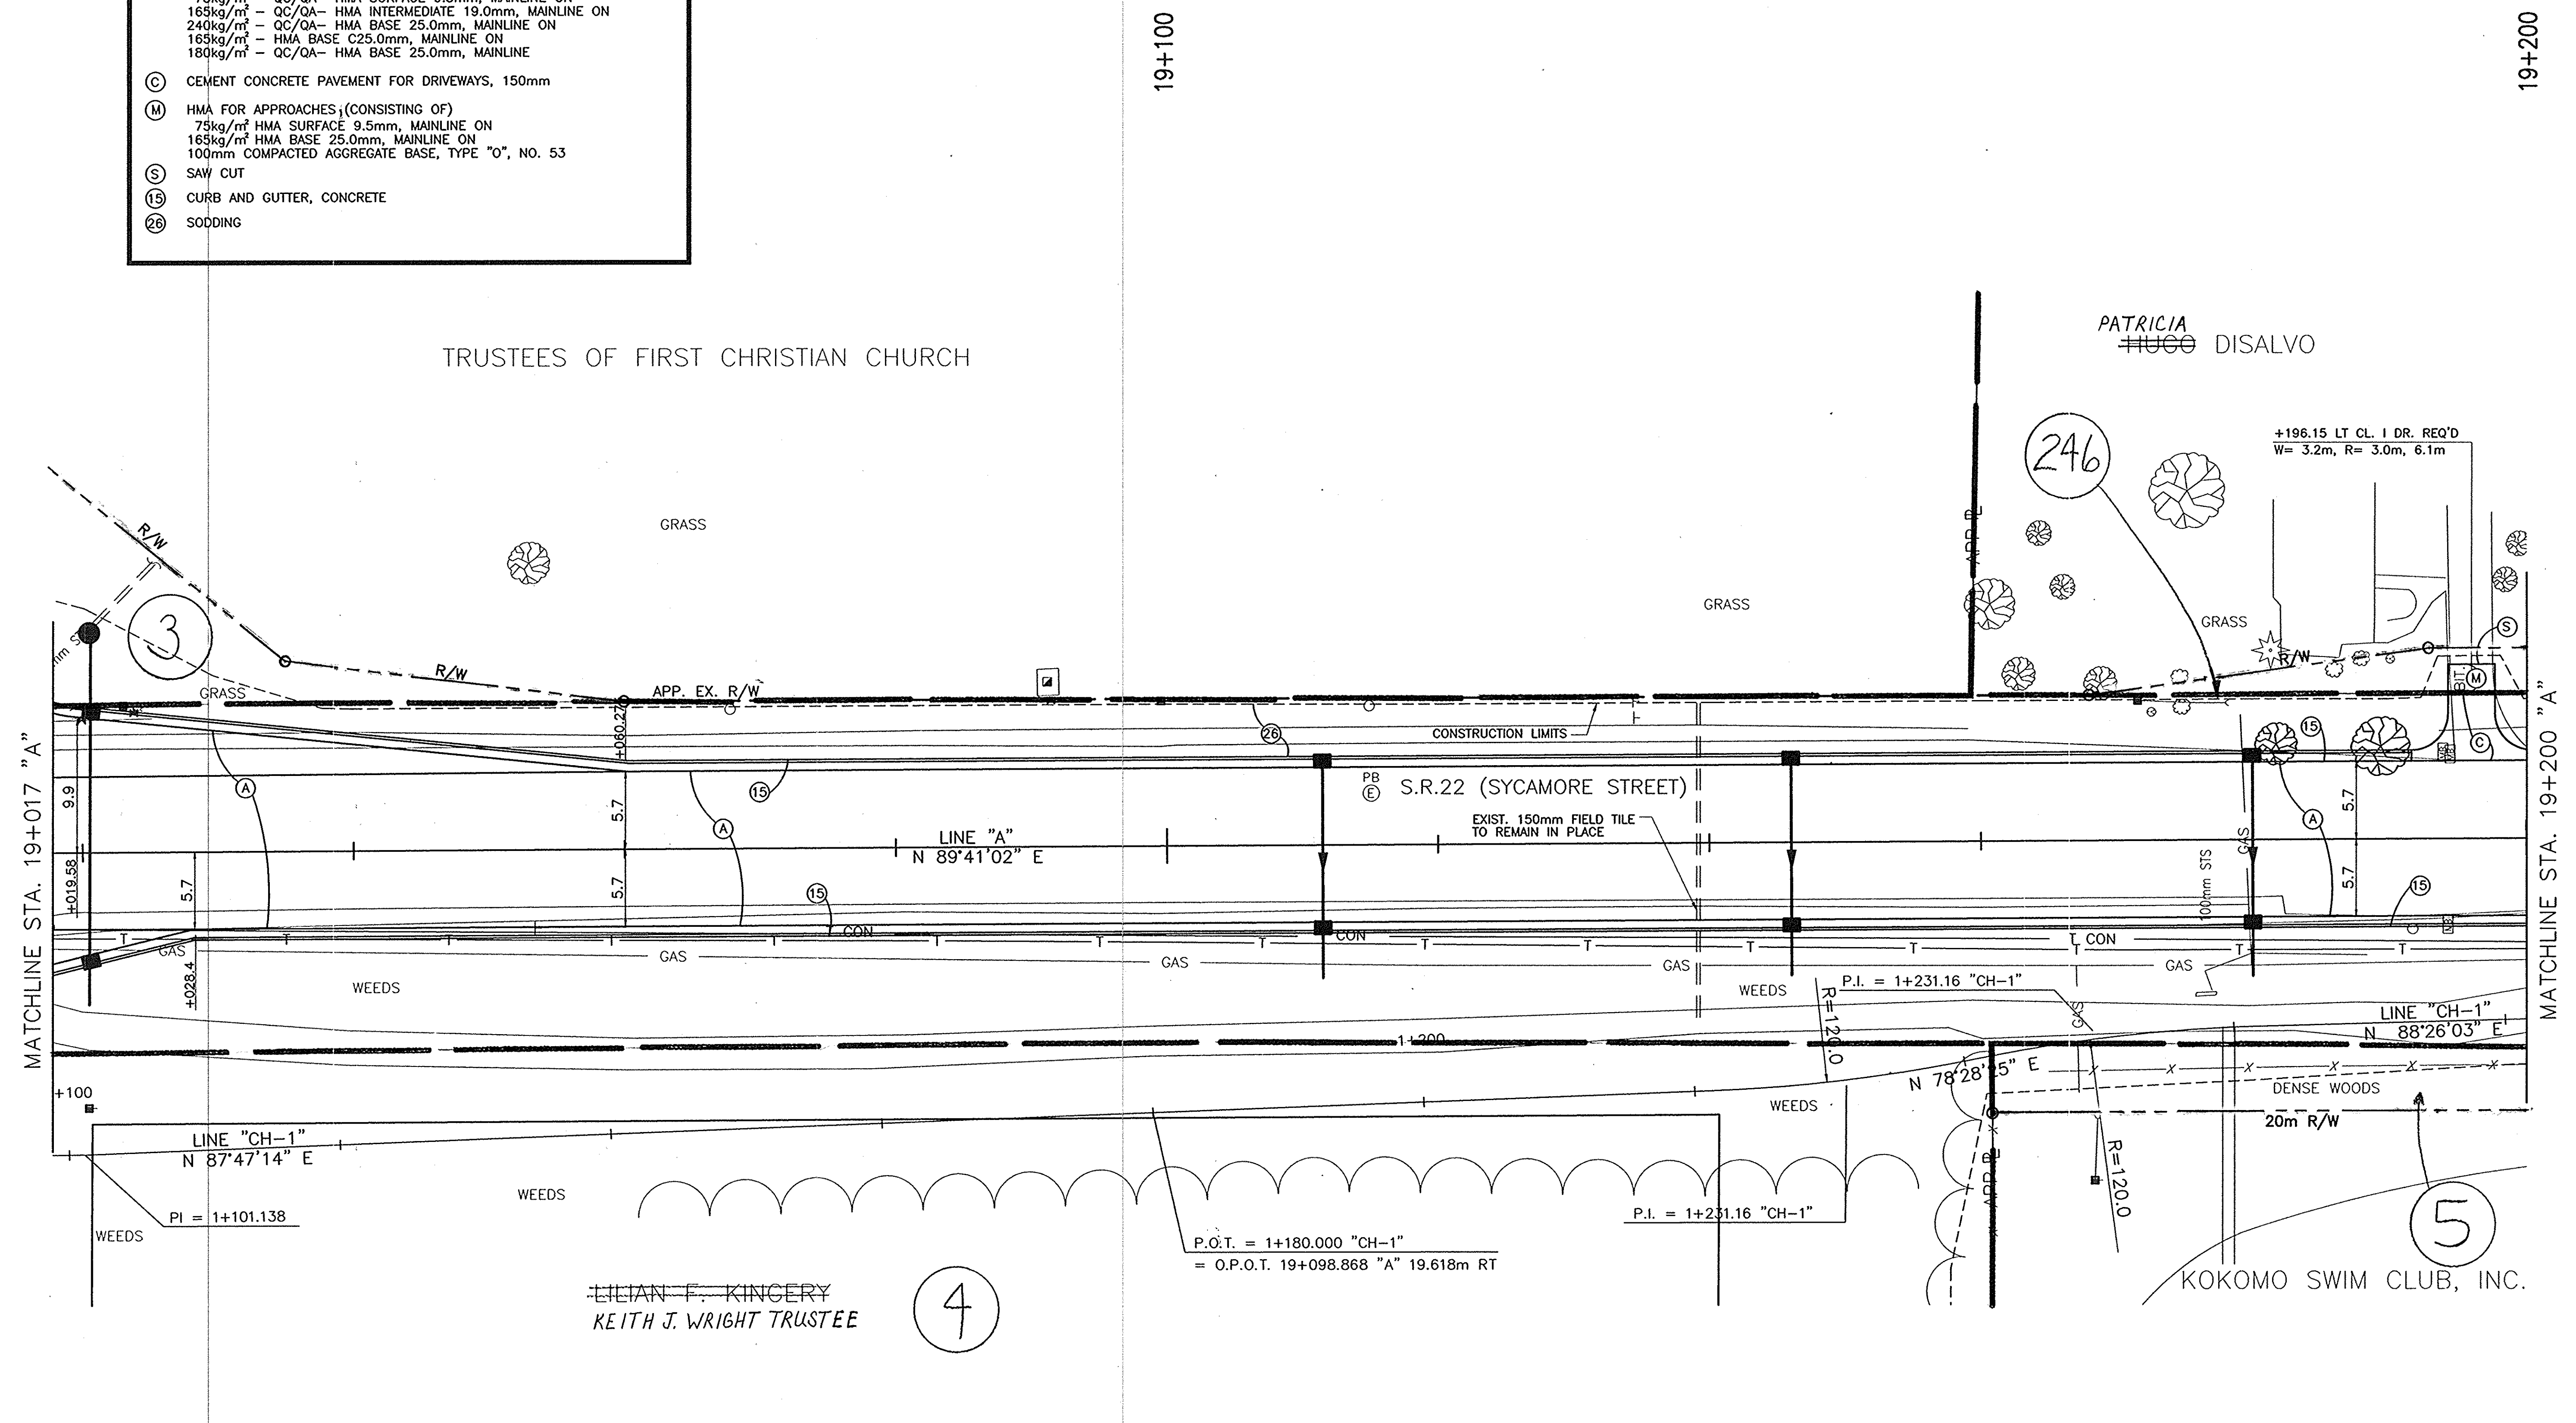 165kg/m² – QC/QA– HMA INTERMEDIATE 19.0mm, MAINLINE ON
240kg/m² – QC/QA– HMA BASE 25.0mm, MAINLINE ON
165kg/m² – HMA BASE C25.0mm, MAINLINE ON
180kg/m² – QC/QA– HMA BASE 25.0mm, MAINLINE
C CEMENT CONCRETE PAVEMENT FOR DRIVEWAYS, 150mm
M HMA FOR APPROACHES, (CONSISTING OF)
75kg/m² HMA SURFACE 9.5mm, MAINLINE ON
165kg/m² HMA BASE 25.0mm, MAINLINE ON
100mm COMPACTED AGGREGATE BASE, TYPE "O", NO. 53
S SAW CUT
15 CURB AND GUTTER, CONCRETE
26 SODDING
19+100
19+200
TRUSTEES OF FIRST CHRISTIAN CHURCH
PATRICIA
HUGO DISALVO
246
+196.15 LT CL. I DR. REQ'D
W= 3.2m, R= 3.0m, 6.1m
R/W
GRASS
APP. PL
GRASS
GRASS
3
S
R/W
R/W
M
BIT.
GRASS
APP. EX. R/W
+060.27
26
CONSTRUCTION LIMITS
15
C
A
15
PB
E
S.R.22 (SYCAMORE STREET)
9.9
5.7
5.7
A
EXIST. 150mm FIELD TILE
TO REMAIN IN PLACE
A
GAS
LINE "A"
N 89°41'02" E
MATCHLINE STA. 19+017 "A"
MATCHLINE STA. 19+200 "A"
+019.58
5.7
5.7
15
100mm STS
5.7
15
T
CON
T
T
T
T
T
T
CON
T
T
T
T
T
T CON
T
T
GAS
GAS
GAS
GAS
GAS
+028.4
WEEDS
WEEDS
P.I. = 1+231.16 "CH-1"
R=120.0
GAS
LINE "CH-1"
N 88°26'03" E
1+200
N 78°28'25" E
X
X
X
X
X
X
DENSE WOODS
+100
WEEDS
20m R/W
LINE "CH-1"
N 87°47'14" E
R=120.0
APP. PL
WEEDS
PI = 1+101.138
WEEDS
P.I. = 1+231.16 "CH-1"
P.O.T. = 1+180.000 "CH-1"
= O.P.O.T. 19+098.868 "A" 19.618m RT
5
KOKOMO SWIM CLUB, INC.
LILIAN F. KINGERY
KEITH J. WRIGHT TRUSTEE
4